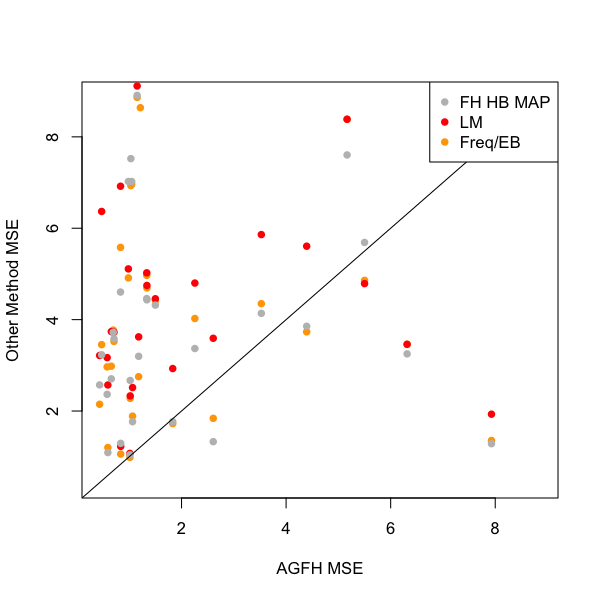 FH HB MAP
LM
Freq/EB
Other Method MSE
8
6
4
2
2 4 6 8
AGFH MSE